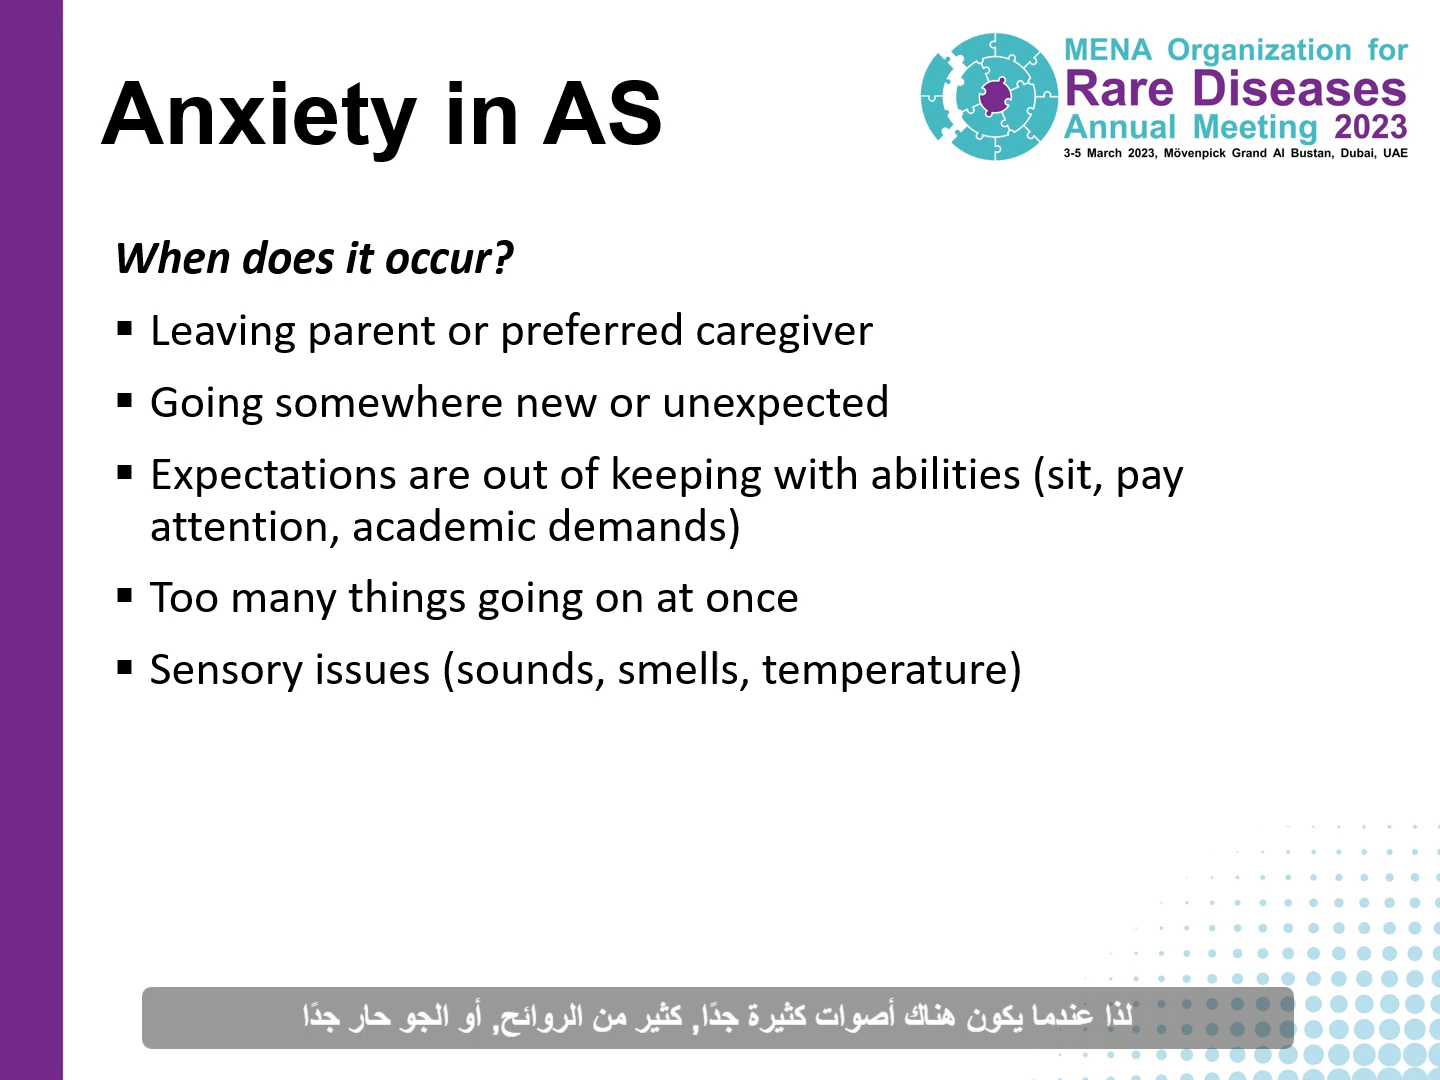 Anxiety in AS
MENA Organization for
Rare Diseases
Annual Meeting 2023
3-5 March 2023, Mövenpick Grand Al Bustan, Dubai, UAE
When does it occur?
▪ Leaving parent or preferred caregiver
▪ Going somewhere new or unexpected
▪ Expectations are out of keeping with abilities (sit, pay
attention, academic demands)
▪ Too many things going on at once
▪ Sensory issues (sounds, smells, temperature)
لذا عندما يكون هناك أصوات كثيرة جدًا, كثير من الروائح, أو الجو حار جدًا